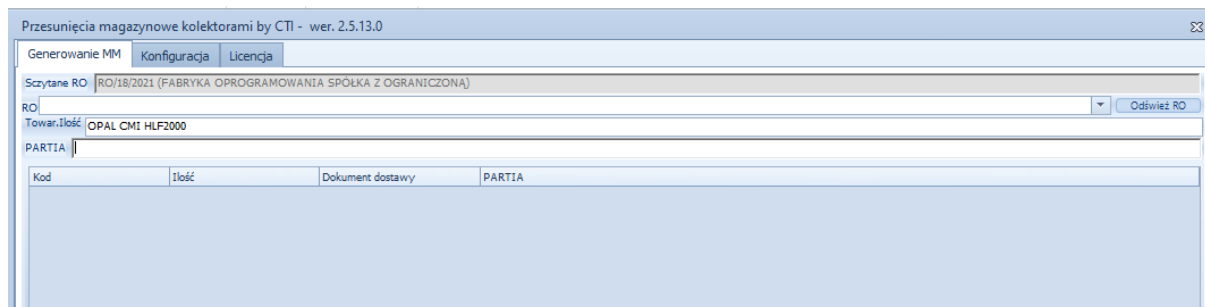 Przesunięcia magazynowe kolektorami by CTI - wer. 2.5.13.0
Generowanie MM Konfiguracja Licencja
Sczytane RO RO/18/2021 (FABRYKA OPROGRAMOWANIA SPÓŁKA Z OGRANICZONĄ)
RO Odśwież RO
Towar.Ilość OPAL CMI HLF2000
PARTIA
Kod Ilość Dokument dostawy PARTIA